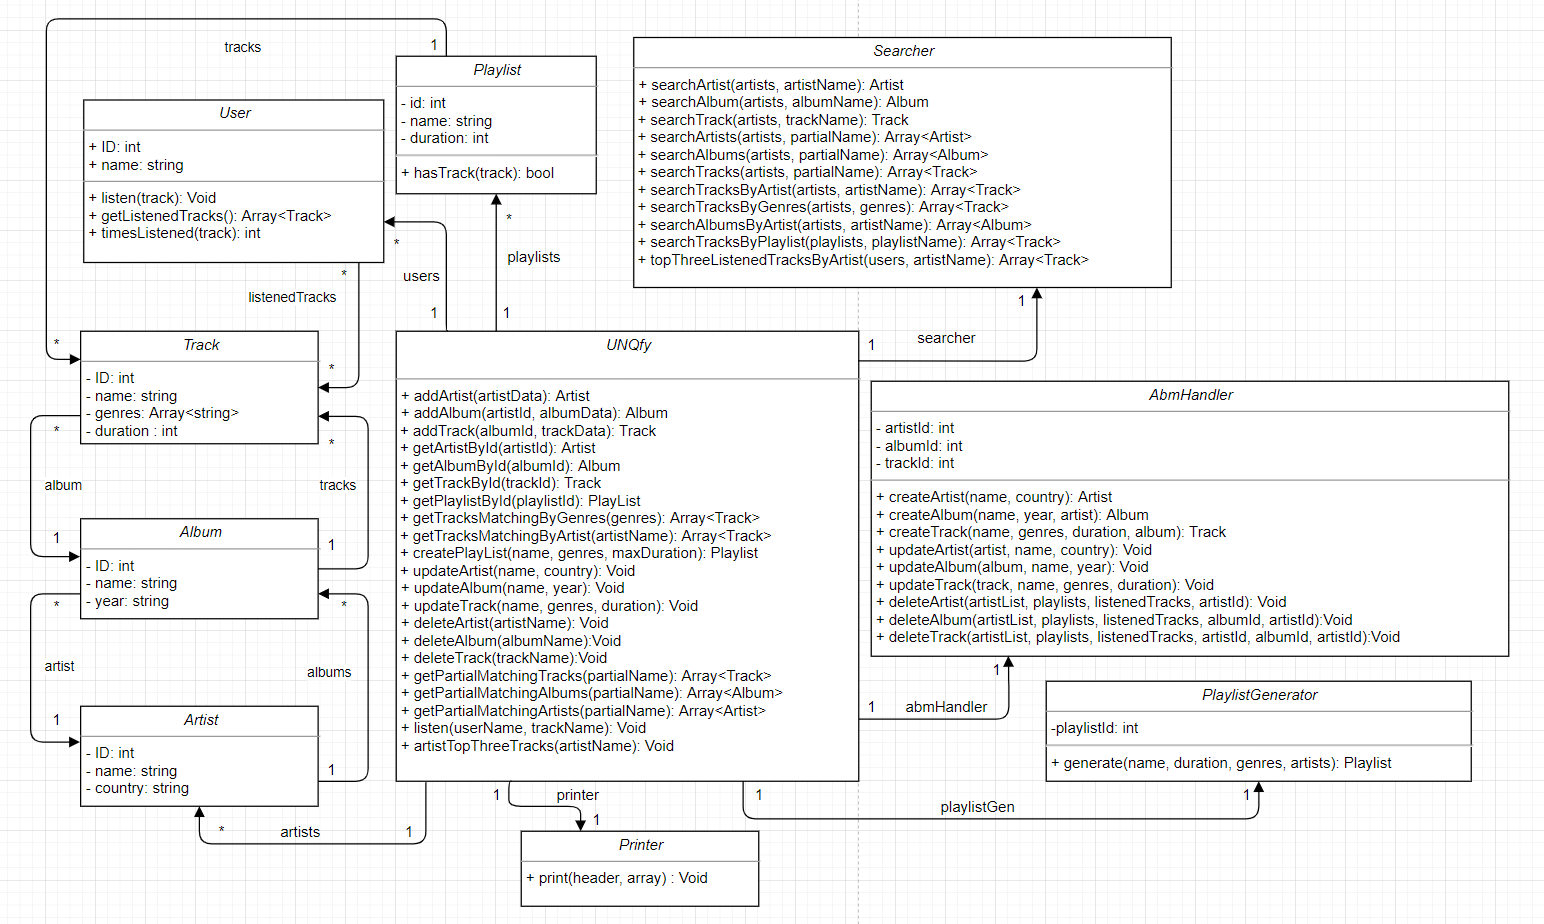 tracks
1
Playlist
- id: int
- name: string
- duration: int
+ hasTrack(track): bool
User
+ ID: int
+ name: string
+ listen(track): Void
+ getListenedTracks(): Array<Track>
+ timesListened(track): int
Searcher
+ searchArtist(artists, artistName): Artist
+ searchAlbum(artists, albumName): Album
+ searchTrack(artists, trackName): Track
+ searchArtists(artists, partialName): Array<Artist>
+ searchAlbums(artists, partialName): Array<Album>
+ searchTracks(artists, partialName): Array<Track>
+ searchTracksByArtist(artists, artistName): Array<Track>
+ searchTracksByGenres(artists, genres): Array<Track>
+ searchAlbumsByArtist(artists, artistName): Array<Album>
+ searchTracksByPlaylist(playlists, playlistName): Array<Track>
+ topThreeListenedTracksByArtist(users, artistName): Array<Track>
*
playlists
1
*
users
1
*
listenedTracks
*
*
Track
- ID: int
- name: string
- genres: Array<string>
- duration : int
*
album
1
*
tracks
1
Album
- ID: int
- name: string
- year: string
*
artist
1
*
albums
1
Artist
- ID: int
- name: string
- country: string
*
artists
1
UNQfy
+ addArtist(artistData): Artist
+ addAlbum(artistId, albumData): Album
+ addTrack(albumId, trackData): Track
+ getArtistById(artistId): Artist
+ getAlbumById(albumId): Album
+ getTrackById(trackId): Track
+ getPlaylistById(playlistId): PlayList
+ getTracksMatchingByGenres(genres): Array<Track>
+ getTracksMatchingByArtist(artistName): Array<Track>
+ createPlayList(name, genres, maxDuration): Playlist
+ updateArtist(name, country): Void
+ updateAlbum(name, year): Void
+ updateTrack(name, genres, duration): Void
+ deleteArtist(artistName): Void
+ deleteAlbum(albumName):Void
+ deleteTrack(trackName):Void
+ getPartialMatchingTracks(partialName): Array<Track>
+ getPartialMatchingAlbums(partialName): Array<Album>
+ getPartialMatchingArtists(partialName): Array<Artist>
+ listen(userName, trackName): Void
+ artistTopThreeTracks(artistName): Void
1
searcher
1
AbmHandler
- artistId: int
- albumId: int
- trackId: int
+ createArtist(name, country): Artist
+ createAlbum(name, year, artist): Album
+ createTrack(name, genres, duration, album): Track
+ updateArtist(artist, name, country): Void
+ updateAlbum(album, name, year): Void
+ updateTrack(track, name, genres, duration): Void
+ deleteArtist(artistList, playlists, listenedTracks, artistId): Void
+ deleteAlbum(artistList, playlists, listenedTracks, albumId, artistId):Void
+ deleteTrack(artistList, playlists, listenedTracks, artistId, albumId, artistId):Void
1
abmHandler
1
PlaylistGenerator
-playlistId: int
+ generate(name, duration, genres, artists): Playlist
1
playlistGen
1
1
printer
1
Printer
+ print(header, array) : Void